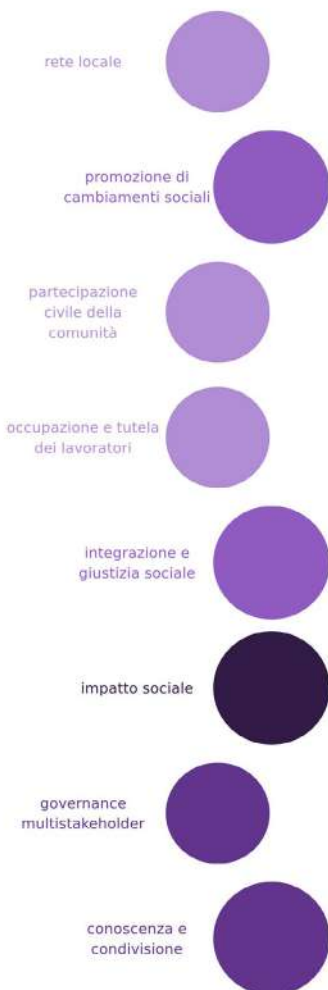 rete locale
promozione di
cambiamenti sociali
partecipazione
civile della
comunità
occupazione e tutela
dei lavoratori
integrazione e
giustizia sociale
impatto sociale
governance
multistakeholder
conoscenza e
condivisione